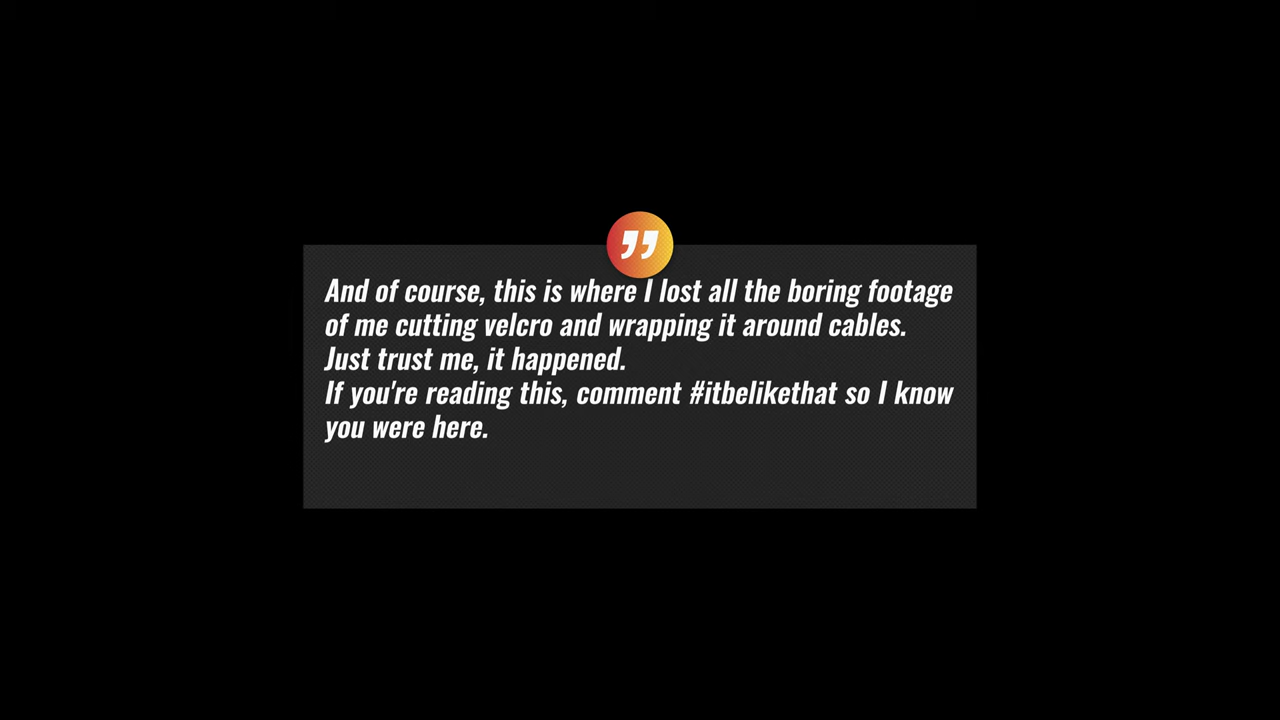 And of course, this is where I lost all the boring footage
of me cutting velcro and wrapping it around cables.
Just trust me, it happened.
If you're reading this, comment #itbelikethat so I know
you were here.